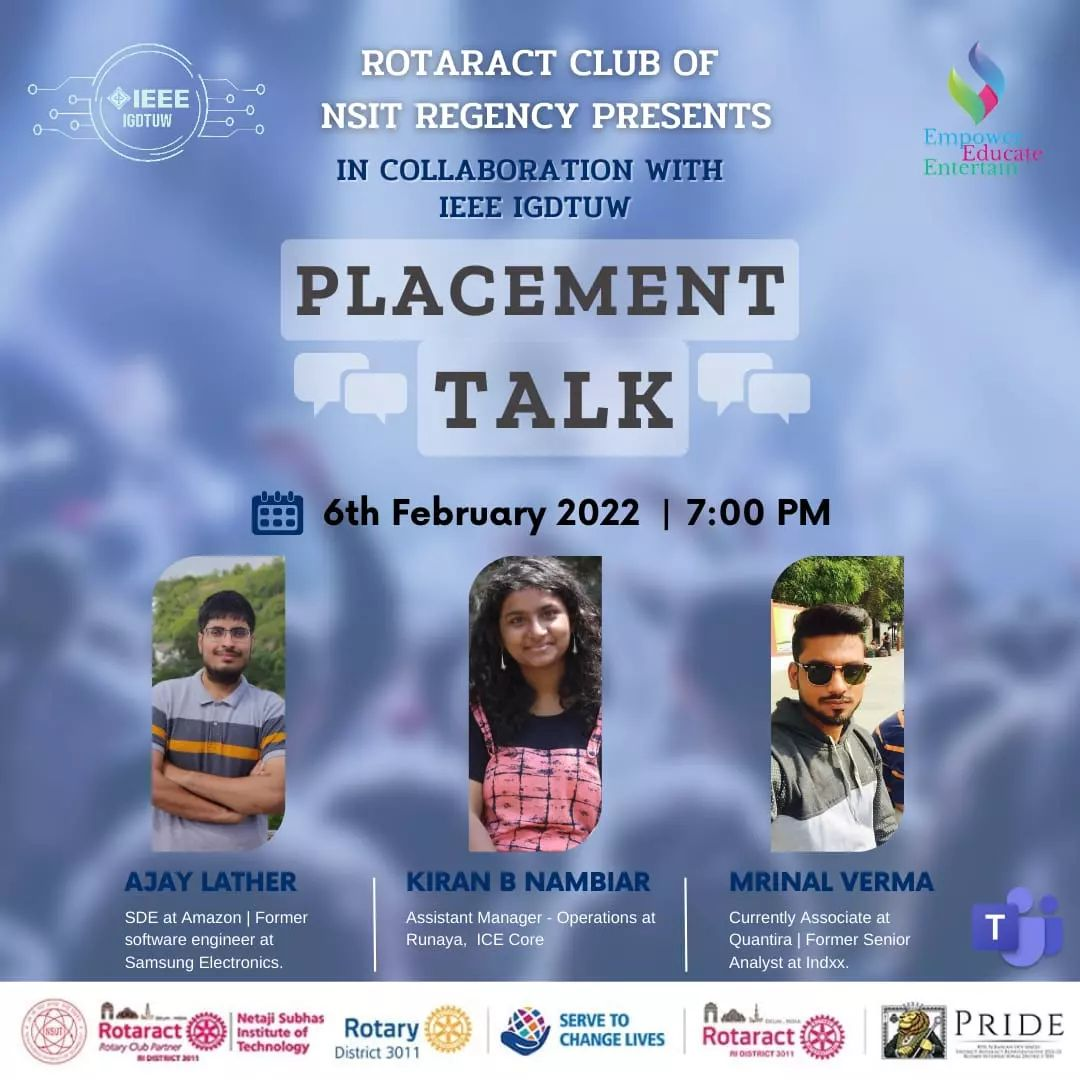 IEEE
IGDTUW
ROTARACT CLUB OF
NSIT REGENCY PRESENTS
IN COLLABORATION WITH
IEEE IGDTUW
Empower
Educate
Entertain
PLACEMENT
TALK
6th February 2022 | 7:00 PM
AJAY LATHER
SDE at Amazon | Former
software engineer at
Samsung Electronics.
KIRAN B NAMBIAR
Assistant Manager - Operations at
Runaya, ICE Core
MRINAL VERMA
Currently Associate at
Quantira | Former Senior
Analyst at Indxx.
T
NSUT
Rotaract
Rotary Club Partner
RI DISTRICT 3011
Netaji Subhas
Institute of
Technology
Rotary
District 3011
SERVE TO
CHANGE LIVES
DELHI, INDIA
Rotaract
RI DISTRICT 3011
PRIDE